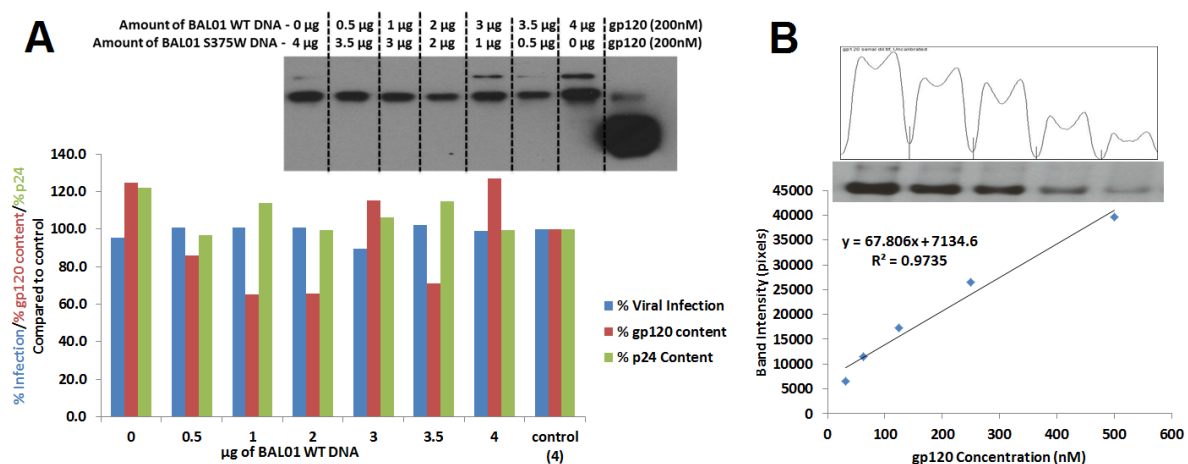 A
Amount of BAL01 WT DNA - 0 µg 0.5 µg 1 µg 2 µg 3 µg 3.5 µg 4 µg gp120 (200nM)
Amount of BAL01 S375W DNA - 4 µg 3.5 µg 3 µg 2 µg 1 µg 0.5 µg 0 µg gp120 (200nM)
% Infection/% gp120 content/% p24
Compared to control
140.0
120.0
100.0
80.0
60.0
40.0
20.0
0.0
0 0.5 1 2 3 3.5 4 control
(4)
µg of BAL01 WT DNA
% Viral Infection
% gp120 content
% p24 Content
B
Band Intensity (pixels)
45000
40000
35000
30000
25000
20000
15000
10000
5000
0
y = 67.806x + 7134.6
R² = 0.9735
0 100 200 300 400 500 600
gp120 Concentration (nM)